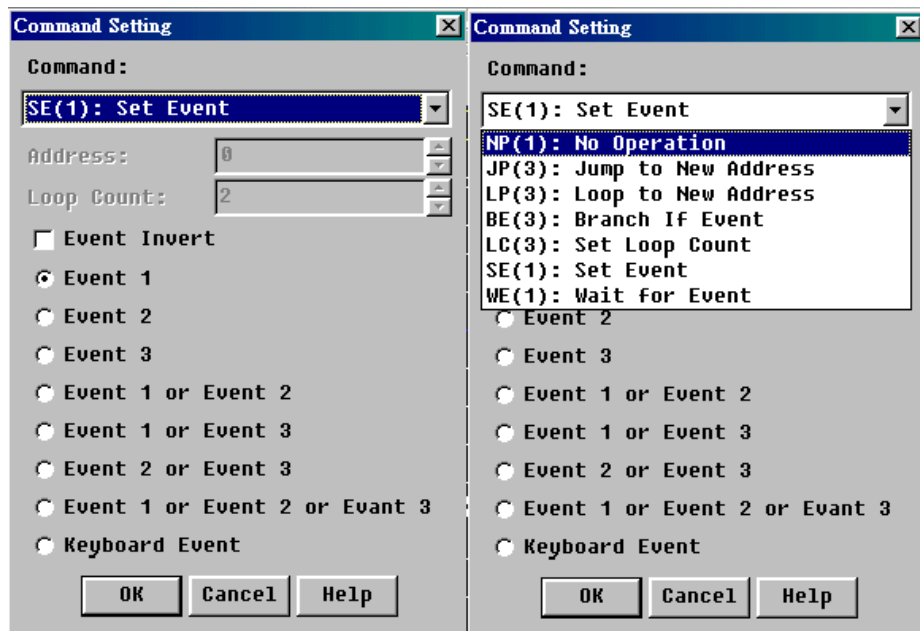 Command Setting
Command:
SE(1): Set Event
Address: 0
Loop Count: 2
Event Invert
Event 1
Event 2
Event 3
Event 1 or Event 2
Event 1 or Event 3
Event 2 or Event 3
Event 1 or Event 2 or Evant 3
Keyboard Event
OK Cancel Help
Command Setting
Command:
SE(1): Set Event
NP(1): No Operation
JP(3): Jump to New Address
LP(3): Loop to New Address
BE(3): Branch If Event
LC(3): Set Loop Count
SE(1): Set Event
WE(1): Wait for Event
Event 2
Event 3
Event 1 or Event 2
Event 1 or Event 3
Event 2 or Event 3
Event 1 or Event 2 or Evant 3
Keyboard Event
OK Cancel Help